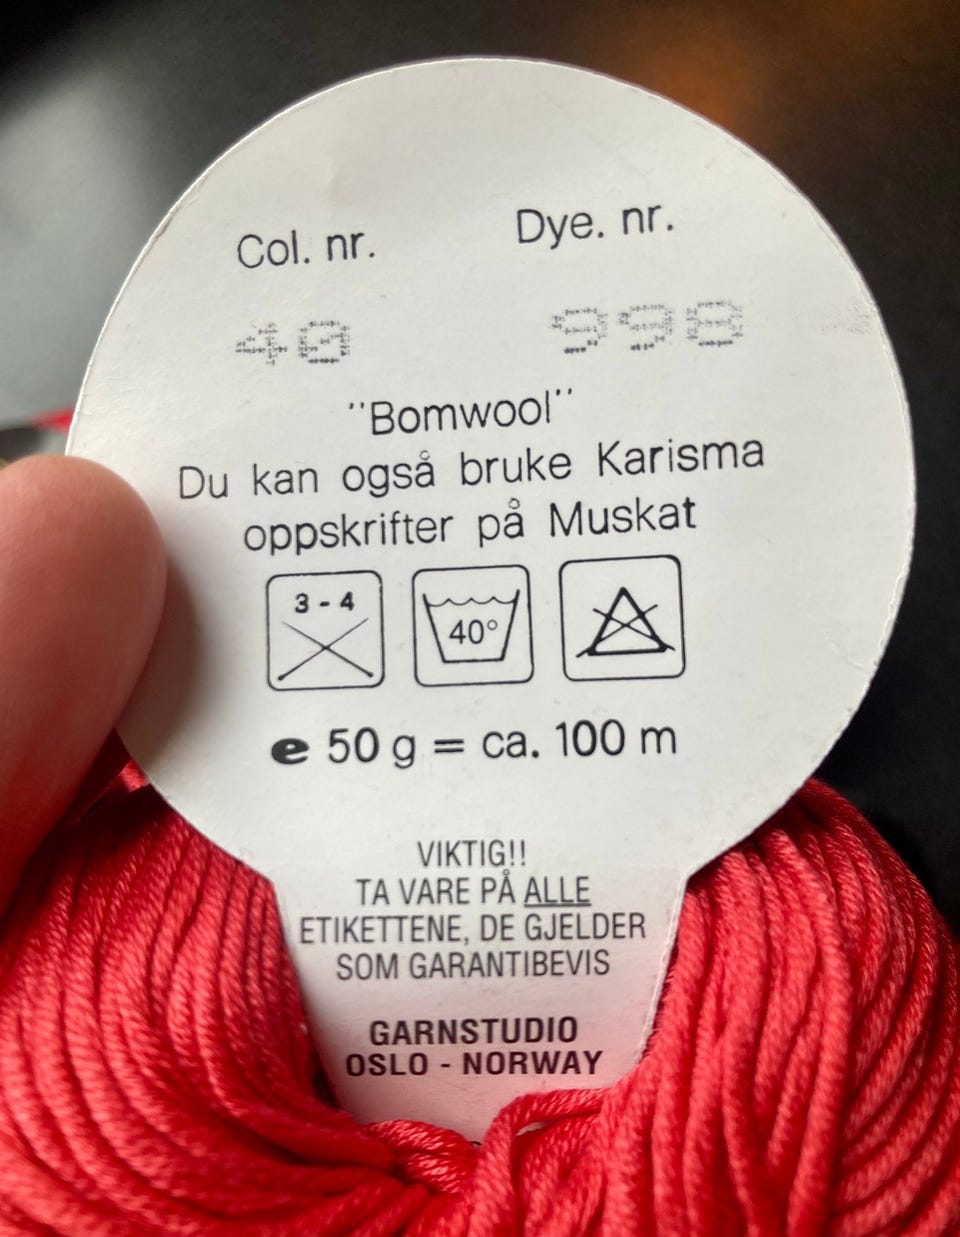 Col. nr. Dye. nr.
40 998
"Bomwool"
Du kan også bruke Karisma
oppskrifter på Muskat
3 - 4
40°
e 50 g = ca. 100 m
VIKTIG!!
TA VARE PÅ ALLE
ETIKETTENE, DE GJELDER
SOM GARANTIBEVIS
GARNSTUDIO
OSLO - NORWAY